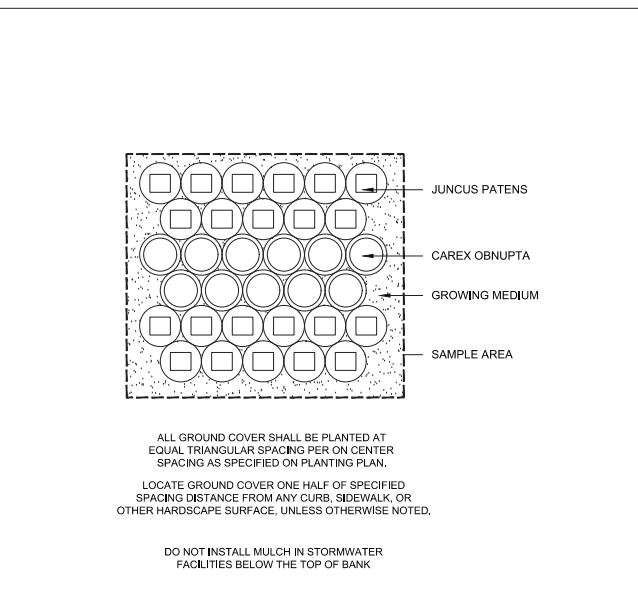 JUNCUS PATENS
CAREX OBNUPTA
GROWING MEDIUM
SAMPLE AREA
ALL GROUND COVER SHALL BE PLANTED AT
EQUAL TRIANGULAR SPACING PER ON CENTER
SPACING AS SPECIFIED ON PLANTING PLAN.
LOCATE GROUND COVER ONE HALF OF SPECIFIED
SPACING DISTANCE FROM ANY CURB, SIDEWALK, OR
OTHER HARDSCAPE SURFACE, UNLESS OTHERWISE NOTED.
DO NOT INSTALL MULCH IN STORMWATER
FACILITIES BELOW THE TOP OF BANK